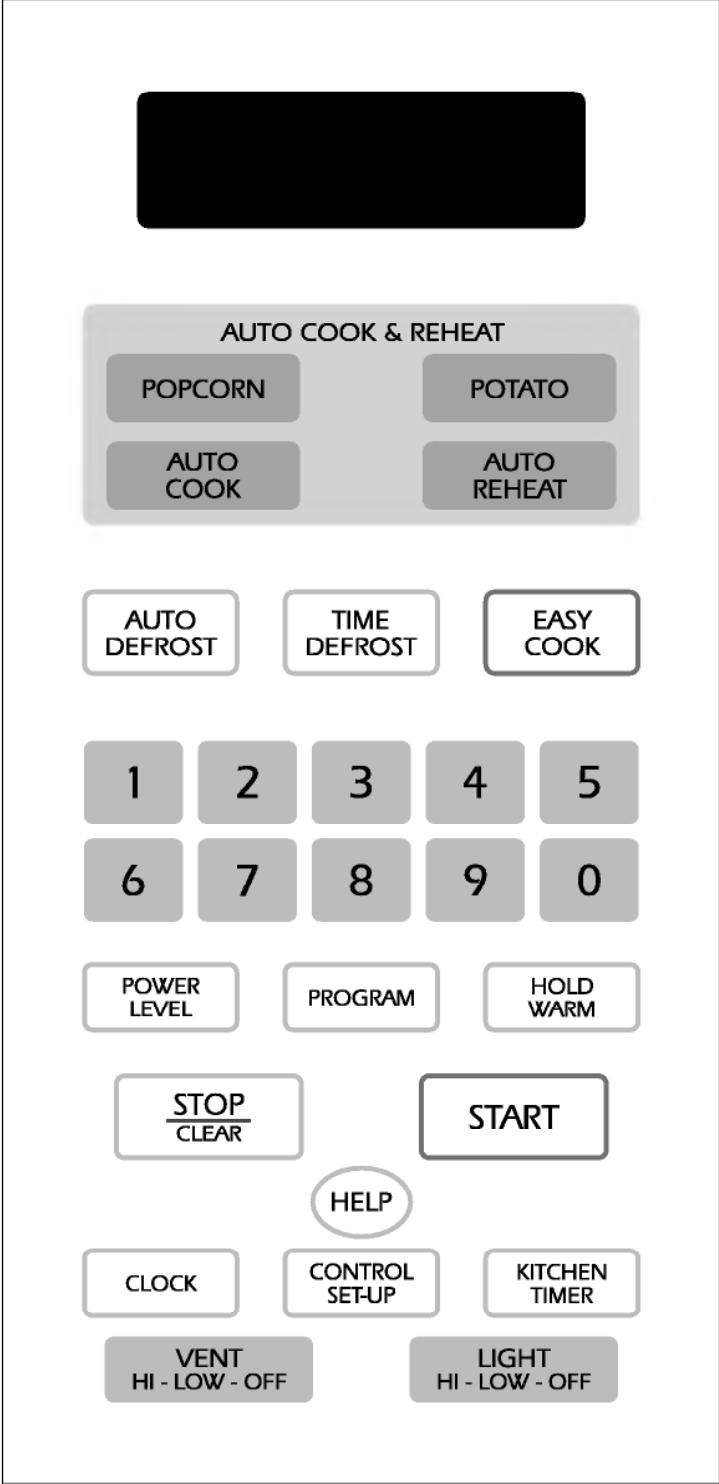 AUTO COOK & REHEAT
POPCORN
POTATO
AUTO
COOK
AUTO
REHEAT
AUTO
DEFROST
TIME
DEFROST
EASY
COOK
1 2 3 4 5
6 7 8 9 0
POWER
LEVEL
PROGRAM
HOLD
WARM
STOP
CLEAR
START
HELP
CLOCK
CONTROL
SET-UP
KITCHEN
TIMER
VENT
HI - LOW - OFF
LIGHT
HI - LOW - OFF